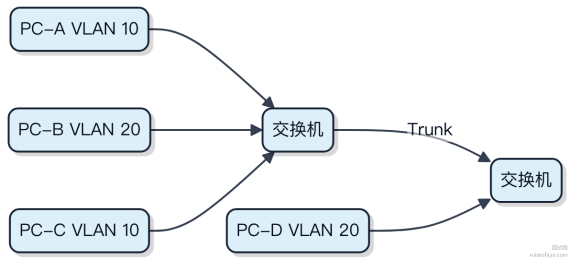 PC-A VLAN 10
PC-B VLAN 20
交换机
Trunk
交换机
PC-C VLAN 10
PC-D VLAN 20